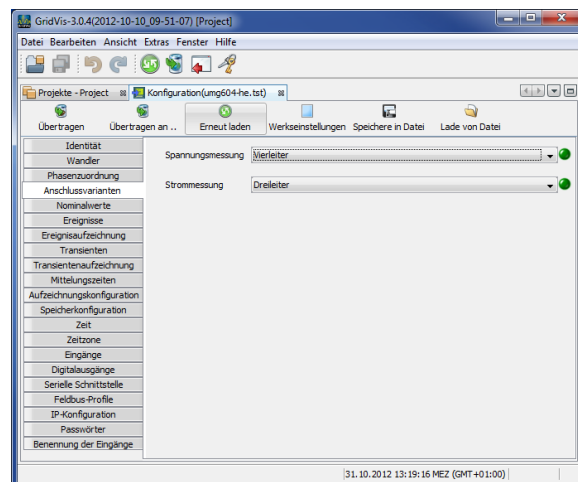 GridVis-3.0.4(2012-10-10_09-51-07) [Project]
Datei Bearbeiten Ansicht Extras Fenster Hilfe
Projekte - Project Konfiguration(umg604-he.tst)
Übertragen Übertragen an .. Erneut laden Werkseinstellungen Speichere in Datei Lade von Datei
Identität
Wandler
Phasenzuordnung
Anschlussvarianten
Nominalwerte
Ereignisse
Ereignisaufzeichnung
Transienten
Transientenaufzeichnung
Mittelungszeiten
Aufzeichnungskonfiguration
Speicherkonfiguration
Zeit
Zeitzone
Eingänge
Digitalausgänge
Serielle Schnittstelle
Feldbus-Profile
IP-Konfiguration
Passwörter
Benennung der Eingänge
Spannungsmessung Vierleiter
Strommessung Dreileiter
31.10.2012 13:19:16 MEZ (GMT+01:00)